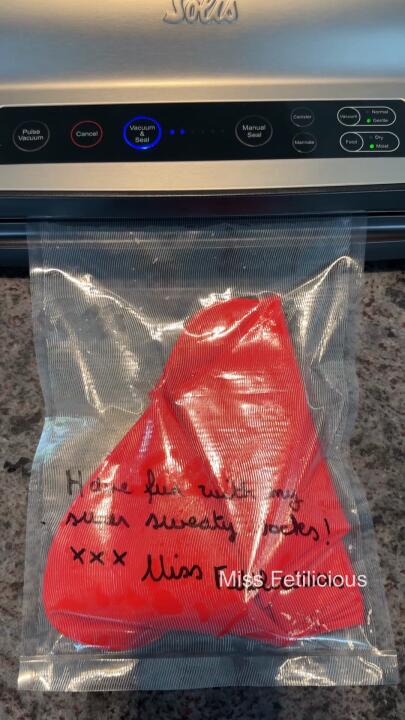 Solis
Pulse Vacuum
Cancel
Vacuum & Seal
Manual Seal
Canister
Marinate
Vacuum
Normal
Gentle
Food
Dry
Moist
Have fun with my
super sweaty socks!
xxx Miss
Miss Fetilicious